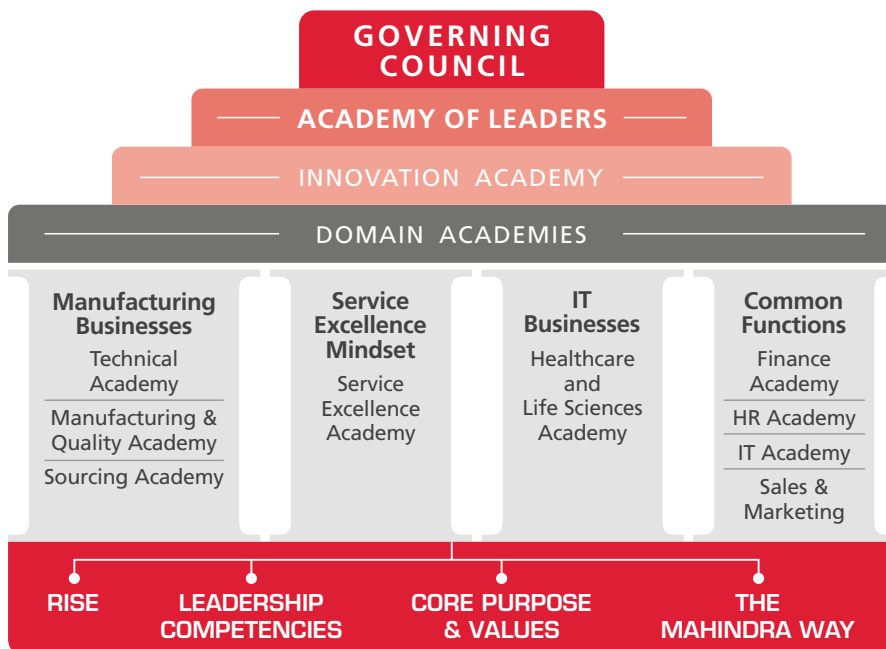 GOVERNING
COUNCIL
ACADEMY OF LEADERS
INNOVATION ACADEMY
DOMAIN ACADEMIES
Manufacturing
Businesses
Technical
Academy
Manufacturing &
Quality Academy
Sourcing Academy
Service
Excellence
Mindset
Service
Excellence
Academy
IT
Businesses
Healthcare
and
Life Sciences
Academy
Common
Functions
Finance
Academy
HR Academy
IT Academy
Sales &
Marketing
RISE
LEADERSHIP
COMPETENCIES
CORE PURPOSE
& VALUES
THE
MAHINDRA WAY